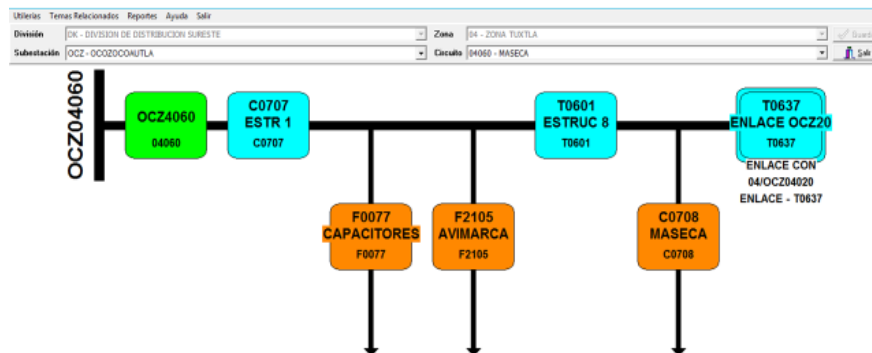 Utilerias Temas Relacionados Reportes Ayuda Salir
División DK - DIVISION DE DISTRIBUCION SURESTE Zona 04 - ZONA TUXTLA
Subestación OCZ - OCOZOCOAUTLA Circuito 04060 - MASECA Salir
OCZ04060
OCZ4060
04060
C0707
ESTR 1
C0707
T0601
ESTRUC 8
T0601
T0637
ENLACE OCZ20
T0637
ENLACE CON
04/OCZ04020
ENLACE - T0637
F0077
CAPACITORES
F0077
F2105
AVIMARCA
F2105
C0708
MASECA
C0708